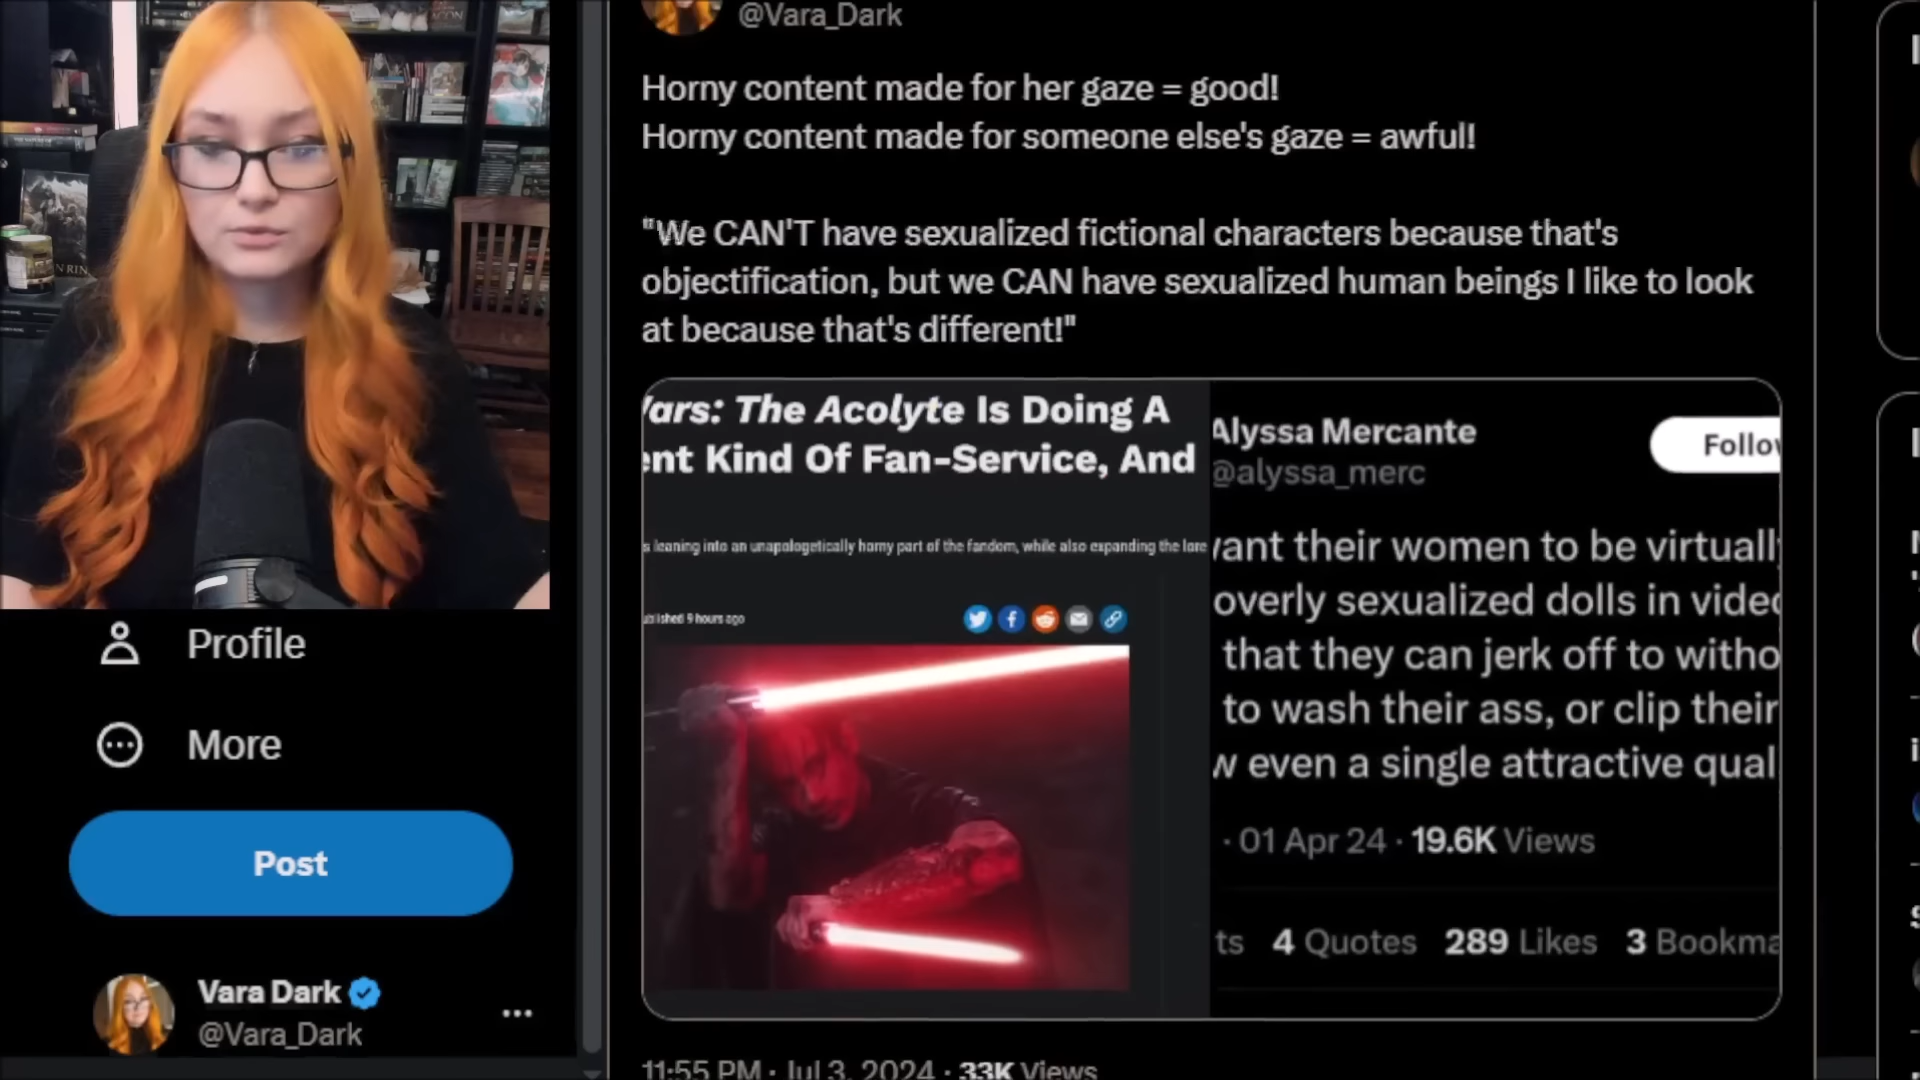 @Vara_Dark
Horny content made for her gaze = good!
Horny content made for someone else's gaze = awful!
"We CAN'T have sexualized fictional characters because that's
objectification, but we CAN have sexualized human beings I like to look
at because that's different!"
Vars: The Acolyte Is Doing A
ent Kind Of Fan-Service, And
s leaning into an unapologetically horny part of the fandom, while also expanding the lore
ublished 9 hours ago
Alyssa Mercante
@alyssa_merc
Follow
vant their women to be virtually
overly sexualized dolls in video
that they can jerk off to witho
to wash their ass, or clip their
w even a single attractive qual
· 01 Apr 24 · 19.6K Views
ts 4 Quotes 289 Likes 3 Bookma
11:55 PM · Jul 3, 2024 · 33K Views
Profile
More
Post
Vara Dark
@Vara_Dark